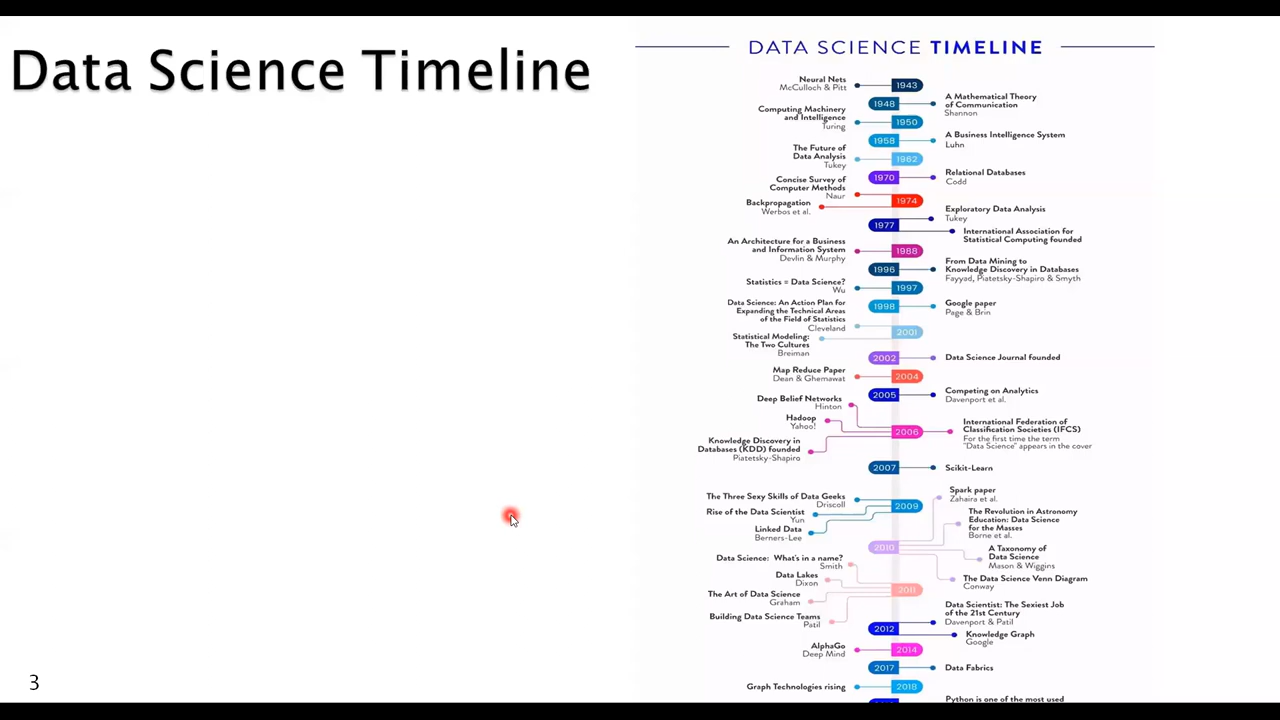 Data Science Timeline
DATA SCIENCE TIMELINE
Neural Nets
McCulloch & Pitt
1943
1948
A Mathematical Theory
of Communication
Shannon
Computing Machinery
and Intelligence
Turing
1950
1958
A Business Intelligence System
Luhn
The Future of
Data Analysis
Tukey
1962
1970
Relational Databases
Codd
Concise Survey of
Computer Methods
Naur
Backpropagation
Werbos et al.
1974
1977
Exploratory Data Analysis
Tukey
International Association for
Statistical Computing founded
An Architecture for a Business
and Information System
Devlin & Murphy
1988
1996
From Data Mining to
Knowledge Discovery in Databases
Fayyad, Piatetsky-Shapiro & Smyth
Statistics = Data Science?
Wu
1997
1998
Google paper
Page & Brin
Data Science: An Action Plan for
Expanding the Technical Areas
of the Field of Statistics
Cleveland
Statistical Modeling:
The Two Cultures
Breiman
2001
2002
Data Science Journal founded
Map Reduce Paper
Dean & Ghemawat
2004
2005
Competing on Analytics
Davenport et al.
Deep Belief Networks
Hinton
Hadoop
Yahoo!
Knowledge Discovery in
Databases (KDD) founded
Piatetsky-Shapiro
2006
International Federation of
Classification Societies (IFCS)
For the first time the term
"Data Science" appears in the cover
2007
Scikit-Learn
The Three Sexy Skills of Data Geeks
Driscoll
Rise of the Data Scientist
Yun
Linked Data
Berners-Lee
2009
2010
Spark paper
Zaharia et al.
The Revolution in Astronomy
Education: Data Science
for the Masses
Borne et al.
A Taxonomy of
Data Science
Mason & Wiggins
The Data Science Venn Diagram
Conway
Data Science: What's in a name?
Smith
Data Lakes
Dixon
The Art of Data Science
Graham
Building Data Science Teams
Patil
2011
2012
Data Scientist: The Sexiest Job
of the 21st Century
Davenport & Patil
Knowledge Graph
Google
AlphaGo
Deep Mind
2014
2017
Data Fabrics
Graph Technologies rising
2018
Python is one of the most used
3